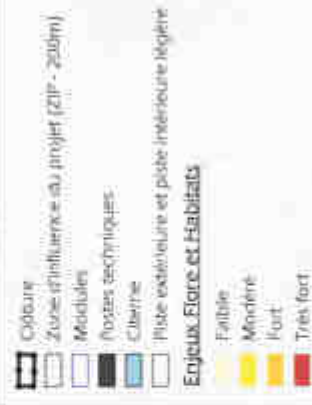 Clôture
Zone d'influence du projet (ZIP - 200m)
Modules
Postes techniques
Citerne
Piste extérieure et piste intérieure légère
Enjeux Flore et Habitats
Faible
Modéré
Fort
Très fort